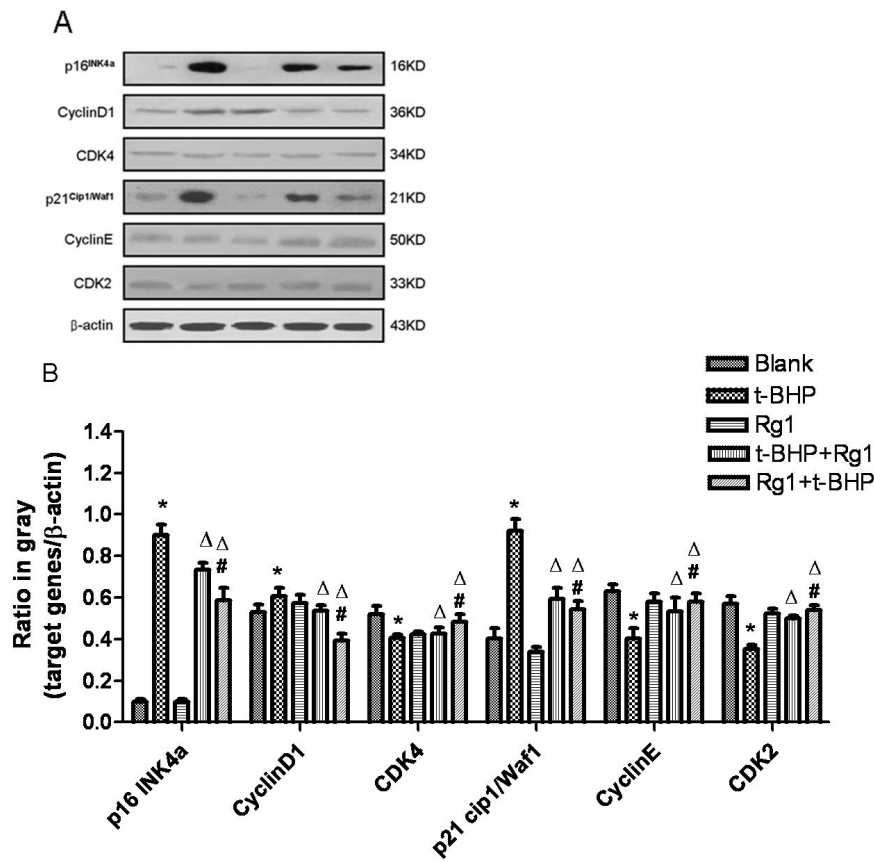 A
p16INK4a 16KD
CyclinD1 36KD
CDK4 34KD
p21Cip1/Waf1 21KD
CyclinE 50KD
CDK2 33KD
β-actin 43KD
B
Blank
t-BHP
Rg1
t-BHP+Rg1
Rg1+t-BHP
Ratio in gray
(target genes/β-actin)
1.4
1.2
1.0
0.8
0.6
0.4
0.2
0.0
* Δ Δ #
* Δ Δ #
* Δ Δ #
* Δ Δ #
* Δ Δ #
* Δ Δ #
p16 INK4a
CyclinD1
CDK4
p21 cip1/Waf1
CyclinE
CDK2